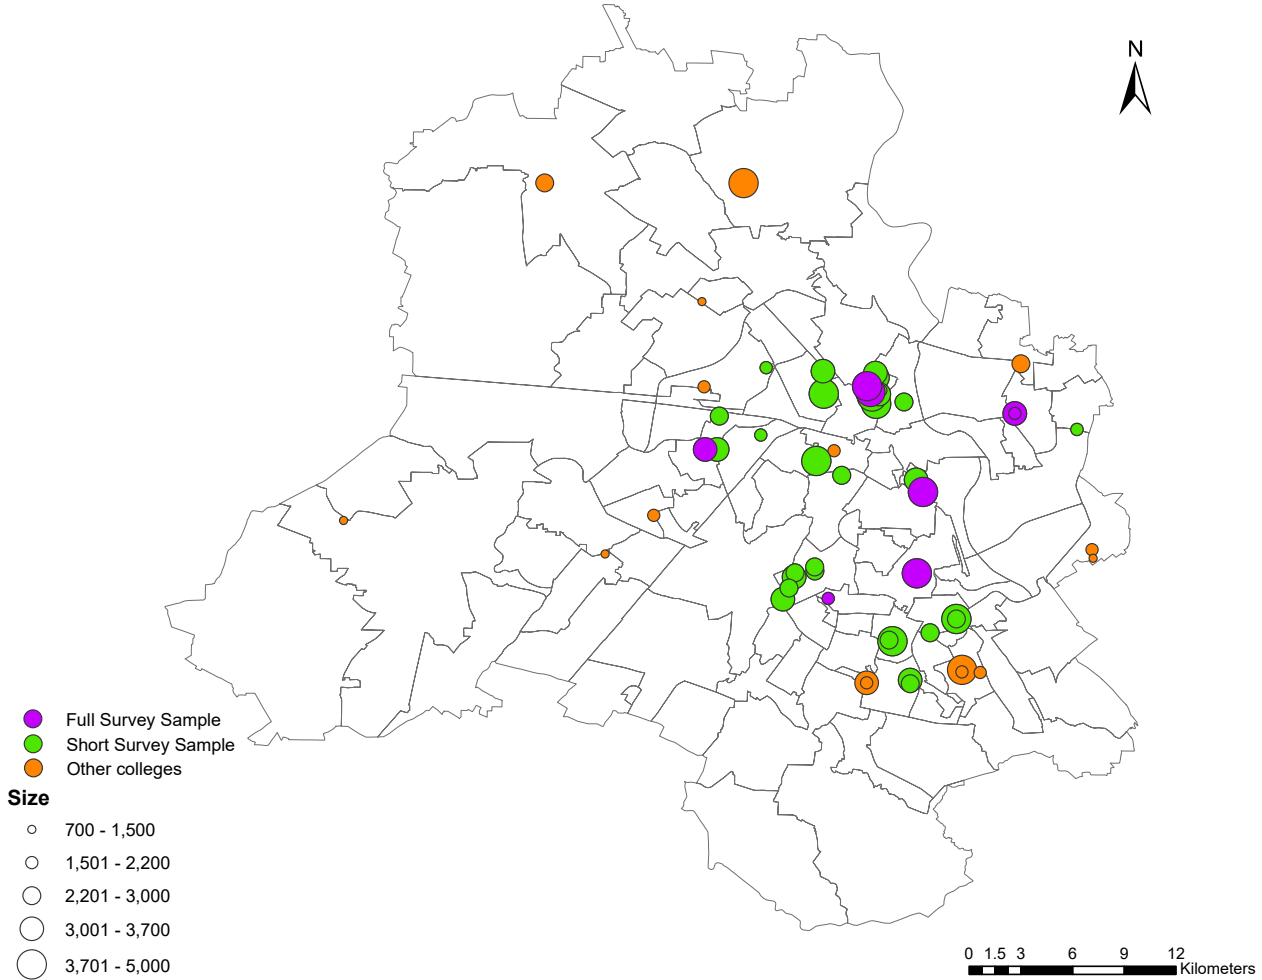 N
Full Survey Sample
Short Survey Sample
Other colleges
Size
700 - 1,500
1,501 - 2,200
2,201 - 3,000
3,001 - 3,700
3,701 - 5,000
0 1.5 3 6 9 12
Kilometers